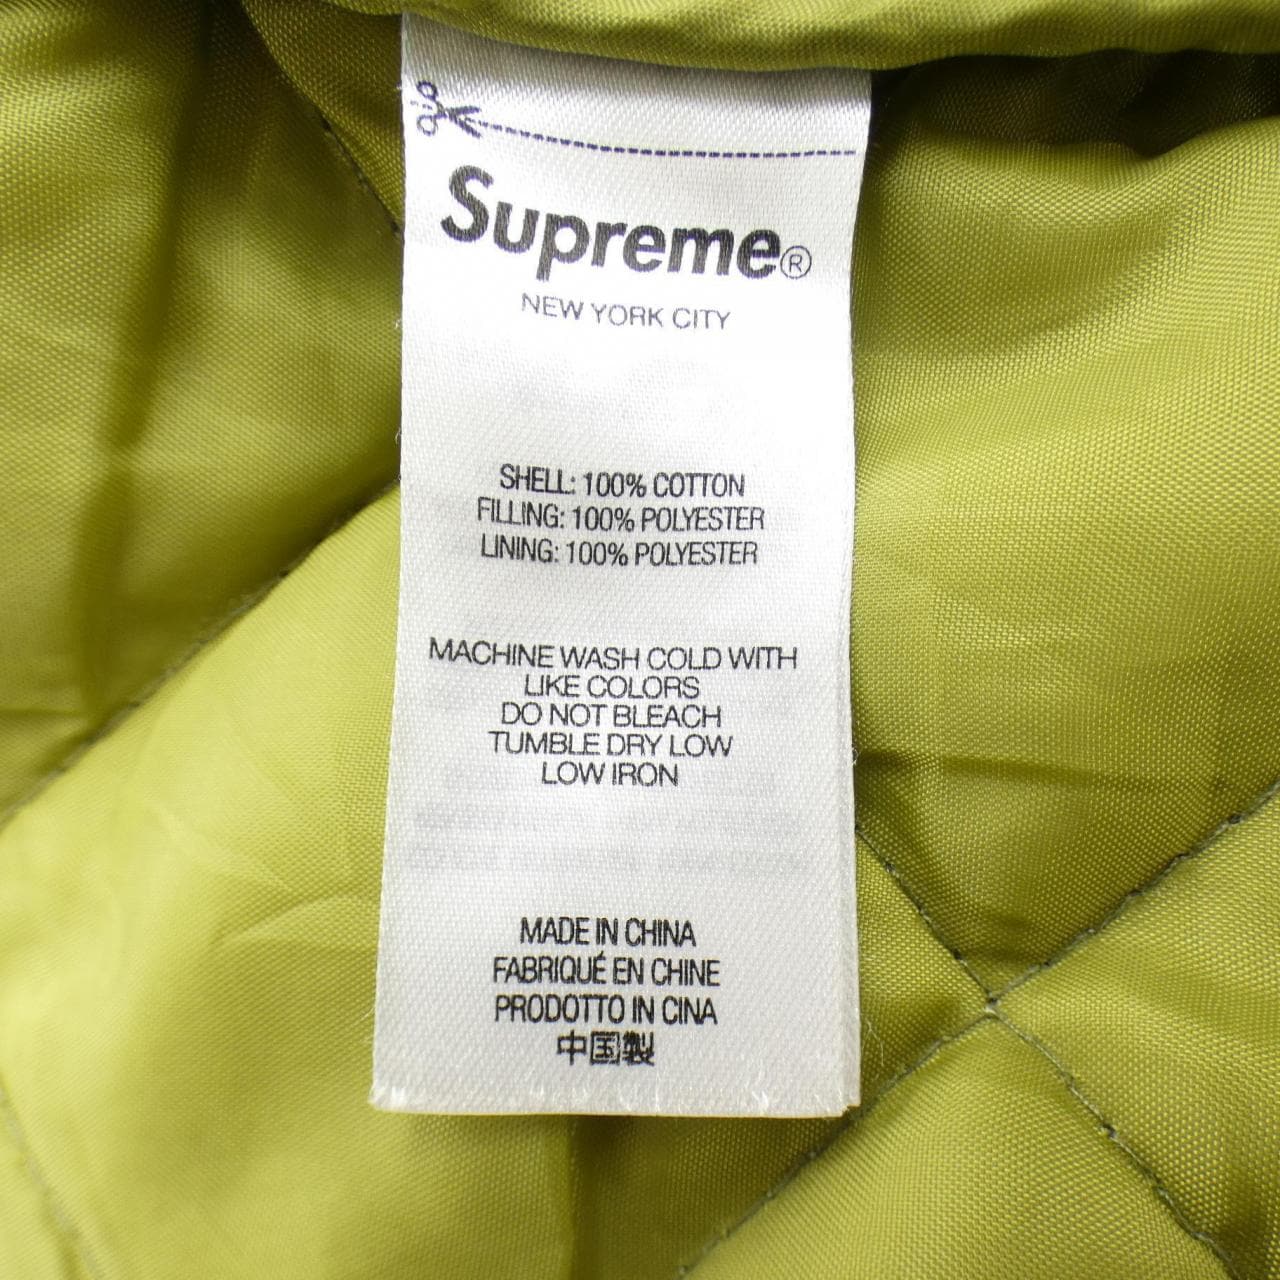 Supreme®
NEW YORK CITY
SHELL: 100% COTTON
FILLING: 100% POLYESTER
LINING: 100% POLYESTER
MACHINE WASH COLD WITH
LIKE COLORS
DO NOT BLEACH
TUMBLE DRY LOW
LOW IRON
MADE IN CHINA
FABRIQUÉ EN CHINE
PRODOTTO IN CINA
中国製